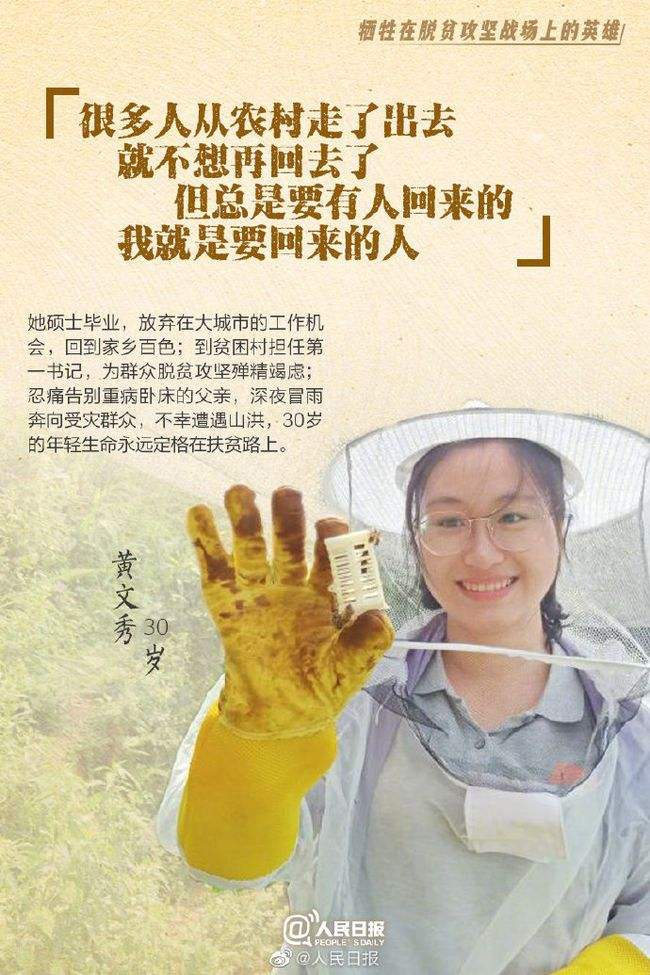 牺牲在脱贫攻坚战场上的英雄
「很多人从农村走了出去
就不想再回去了
但总是要有人回来的
我就是要回来的人」
她硕士毕业，放弃在大城市的工作机
会，回到家乡百色；到贫困村担任第
一书记，为群众脱贫攻坚殚精竭虑；
忍痛告别重病卧床的父亲，深夜冒雨
奔向受灾群众，不幸遭遇山洪，30岁
的年轻生命永远定格在扶贫路上。
黄文秀
30岁
@人民日报
PEOPLE'S DAILY
@人民日报